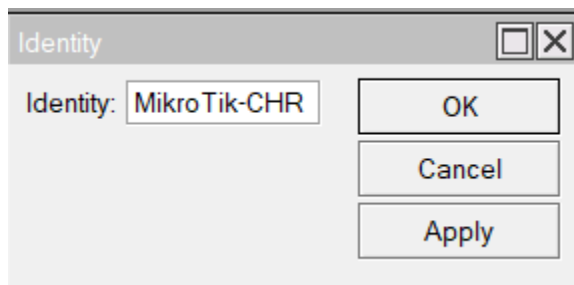 Identity
Identity: MikroTik-CHR
OK
Cancel
Apply